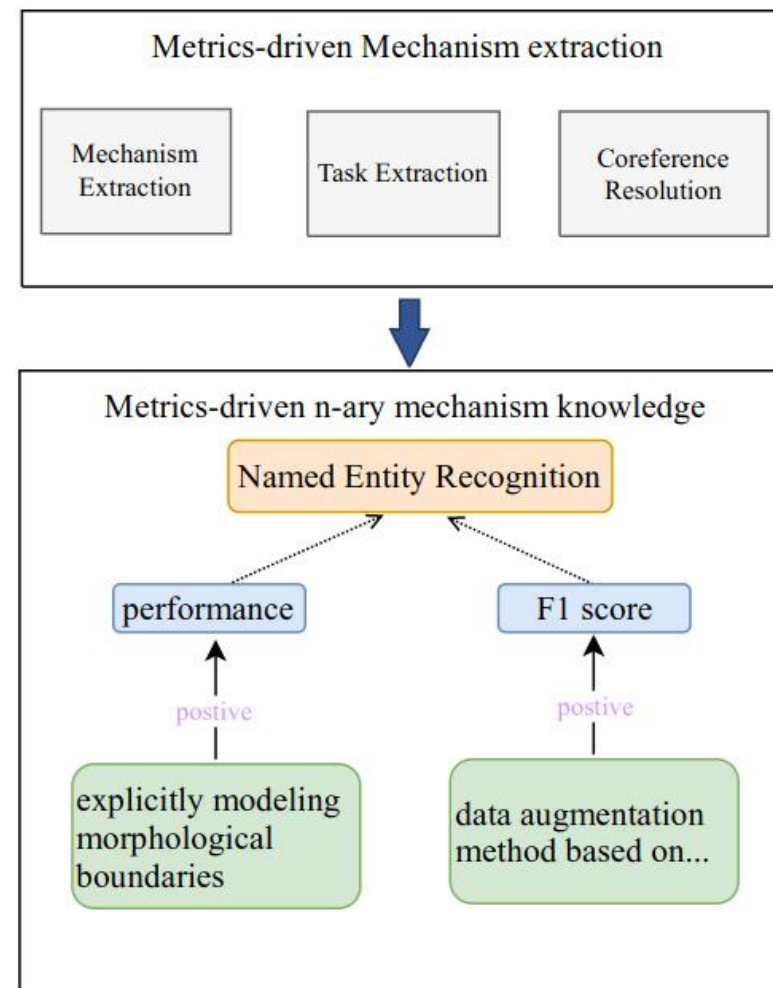 Metrics-driven Mechanism extraction
Mechanism
Extraction
Task Extraction
Coreference
Resolution
Metrics-driven n-ary mechanism knowledge
Named Entity Recognition
performance
F1 score
postive
postive
explicitly modeling
morphological
boundaries
data augmentation
method based on...